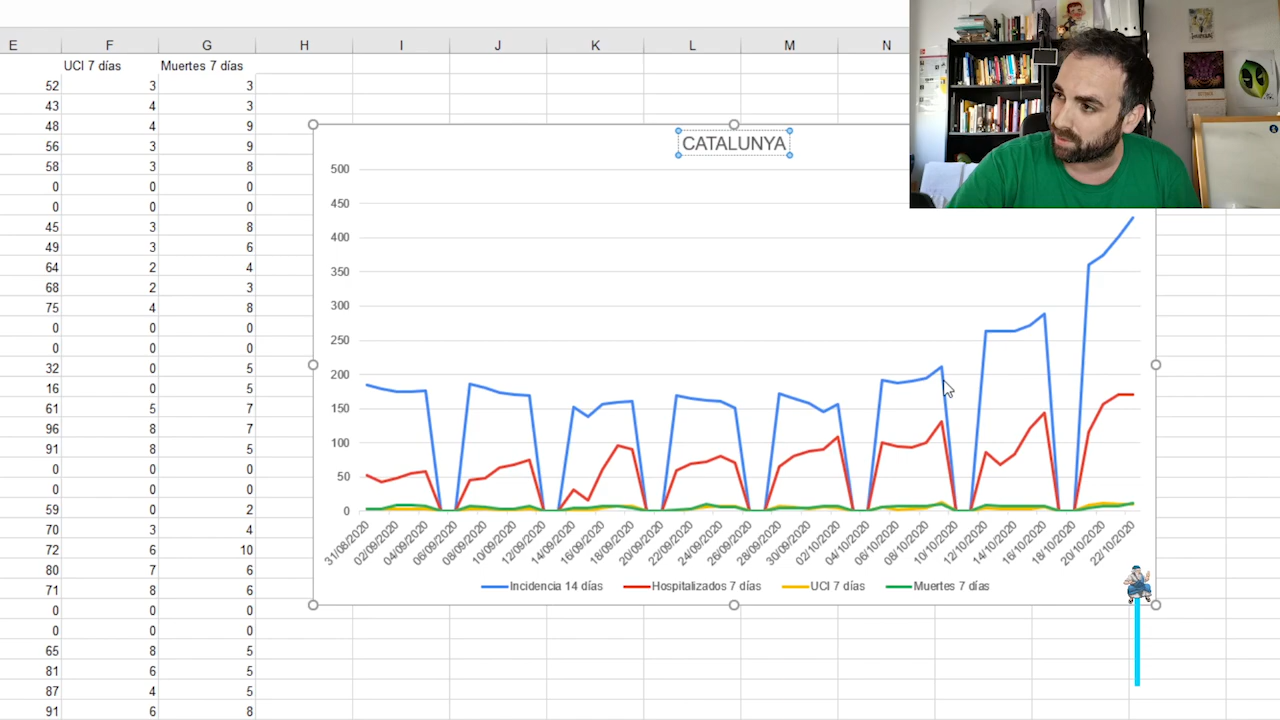 E F G H I J K L M N
UCI 7 días Muertes 7 días
52 3 3
43 4 3
48 4 9
56 3 9
58 3 8
0 0 0
0 0 0
45 3 8
49 3 6
64 2 4
68 2 3
75 4 8
0 0 0
0 0 0
32 0 5
16 0 5
61 5 7
96 8 7
91 8 5
0 0 0
0 0 0
59 0 2
70 3 4
72 6 10
80 7 6
71 8 6
0 0 0
0 0 0
65 8 5
81 6 5
87 4 5
91 6 8
CATALUNYA
500
450
400
350
300
250
200
150
100
50
0
31/08/2020 02/09/2020 04/09/2020 06/09/2020 08/09/2020 10/09/2020 12/09/2020 14/09/2020 16/09/2020 18/09/2020 20/09/2020 22/09/2020 24/09/2020 26/09/2020 28/09/2020 30/09/2020 02/10/2020 04/10/2020 06/10/2020 08/10/2020 10/10/2020 12/10/2020 14/10/2020 16/10/2020 18/10/2020 20/10/2020 22/10/2020
Incidencia 14 días Hospitalizados 7 días UCI 7 días Muertes 7 días